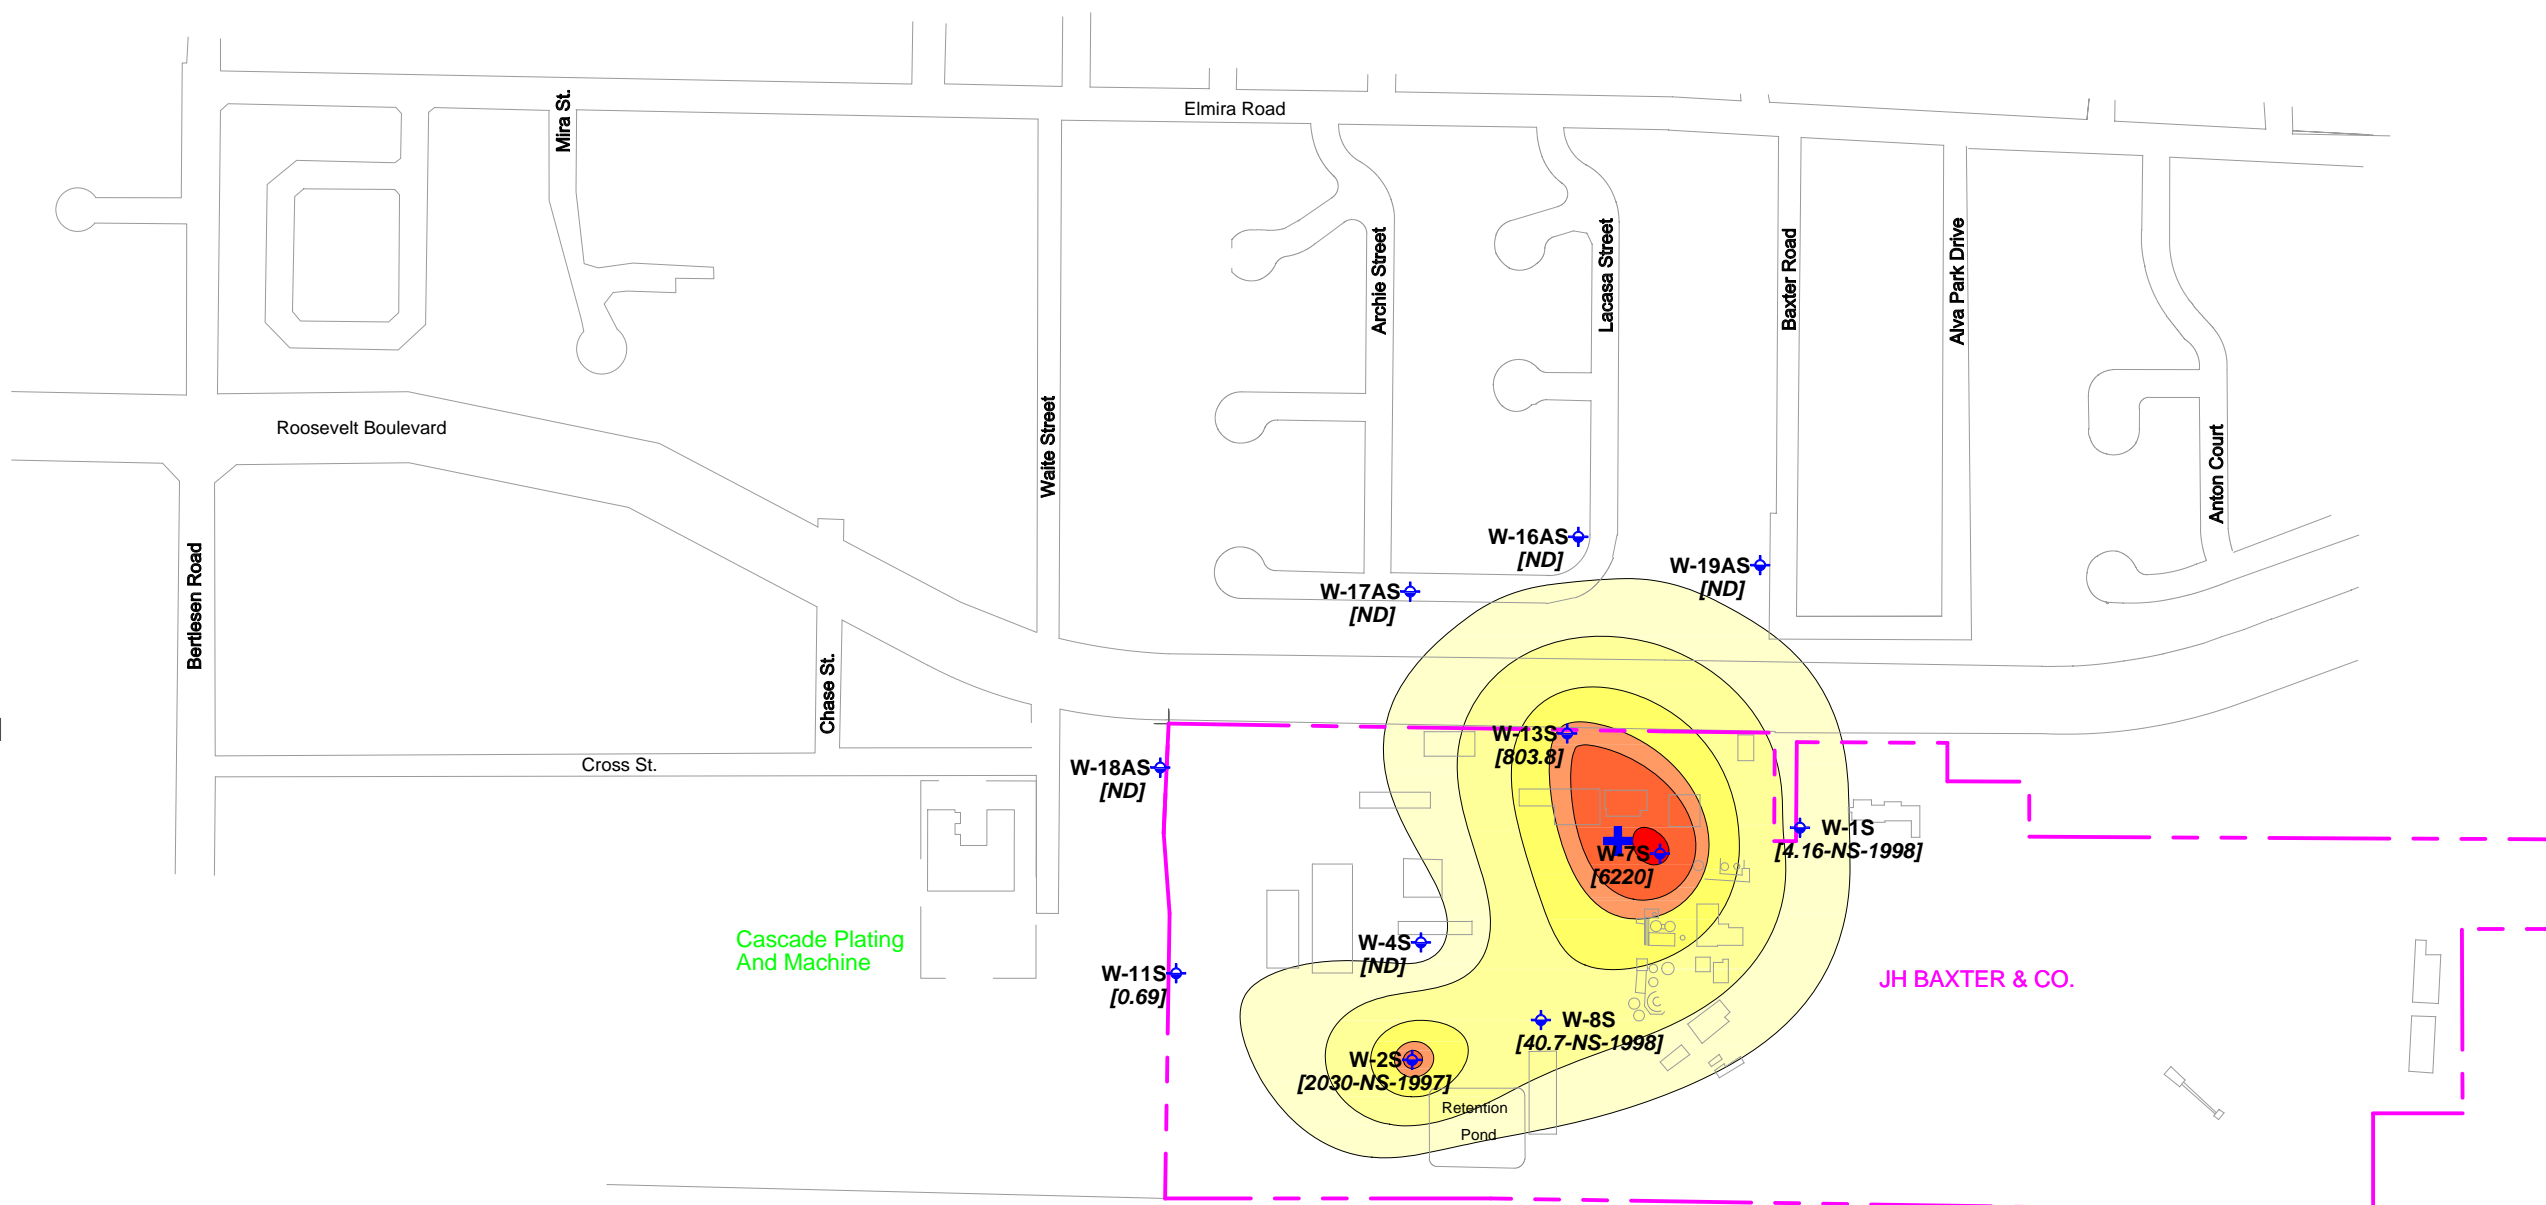 Elmira Road
Mira St.
Archie Street
Lacasa Street
Baxter Road
Alva Park Drive
Roosevelt Boulevard
Waite Street
Anton Court
W-16AS
[ND]
W-19AS
[ND]
W-17AS
[ND]
Bertlesen Road
Chase St.
Cross St.
W-13S
[803.8]
W-18AS
[ND]
W-1S
[4.16-NS-1998]
W-7S
[6220]
Cascade Plating
And Machine
W-4S
[ND]
W-11S
[0.69]
JH BAXTER & CO.
W-8S
[40.7-NS-1998]
W-2S
[2030-NS-1997]
Retention
Pond